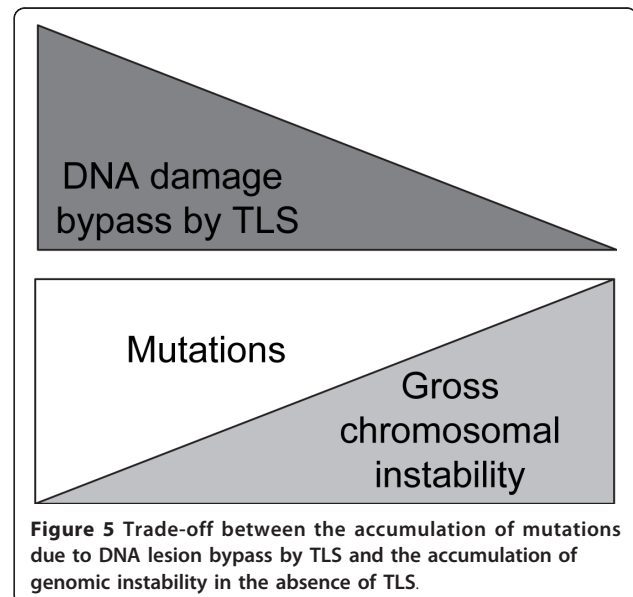 DNA damage
bypass by TLS
Mutations
Gross
chromosomal
instability
Figure 5 Trade-off between the accumulation of mutations
due to DNA lesion bypass by TLS and the accumulation of
genomic instability in the absence of TLS.